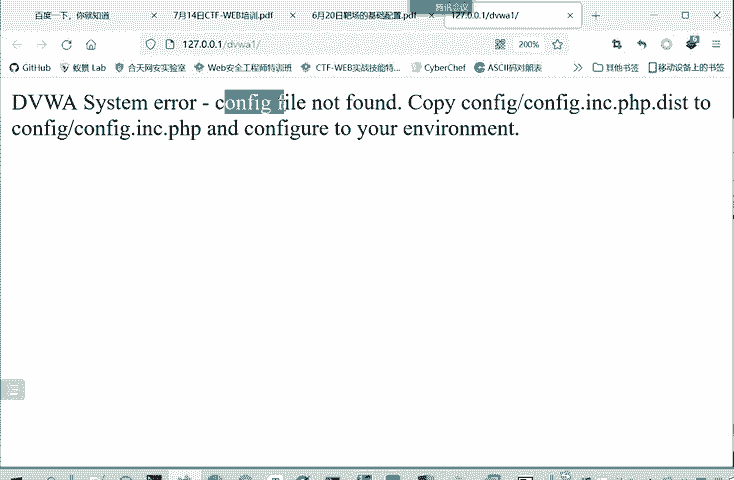 腾讯会议
百度一下，你就知道
7月14日CTF-WEB培训.pdf
6月20日靶场的基础配置.pdf
127.0.0.1/dvwa1/
127.0.0.1/dvwa1/
200%
GitHub
蚁景 Lab
合天网安实验室
Web安全工程师特训班
CTF-WEB实战技能特...
CyberChef
ASCII码对照表
其他书签
移动设备上的书签
DVWA System error - config file not found. Copy config/config.inc.php.dist to
config/config.inc.php and configure to your environment.